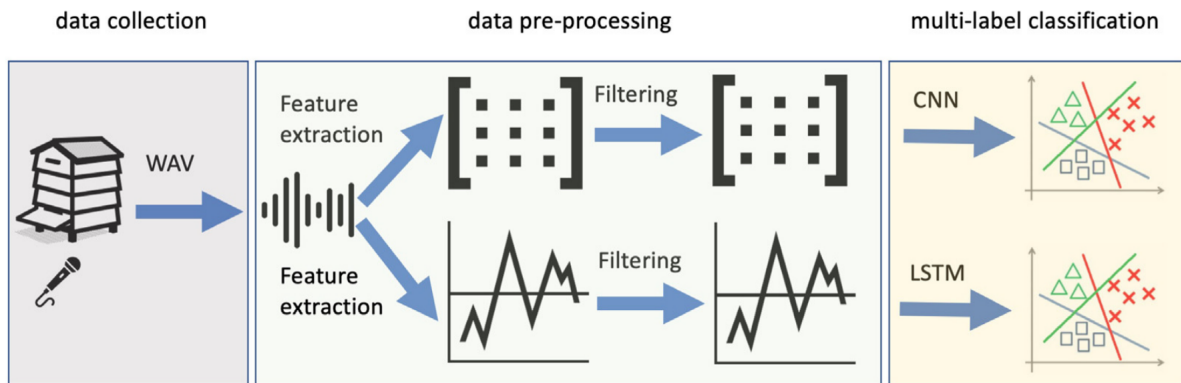 data collection
data pre-processing
multi-label classification
WAV
Feature
extraction
Filtering
Feature
extraction
Filtering
CNN
LSTM